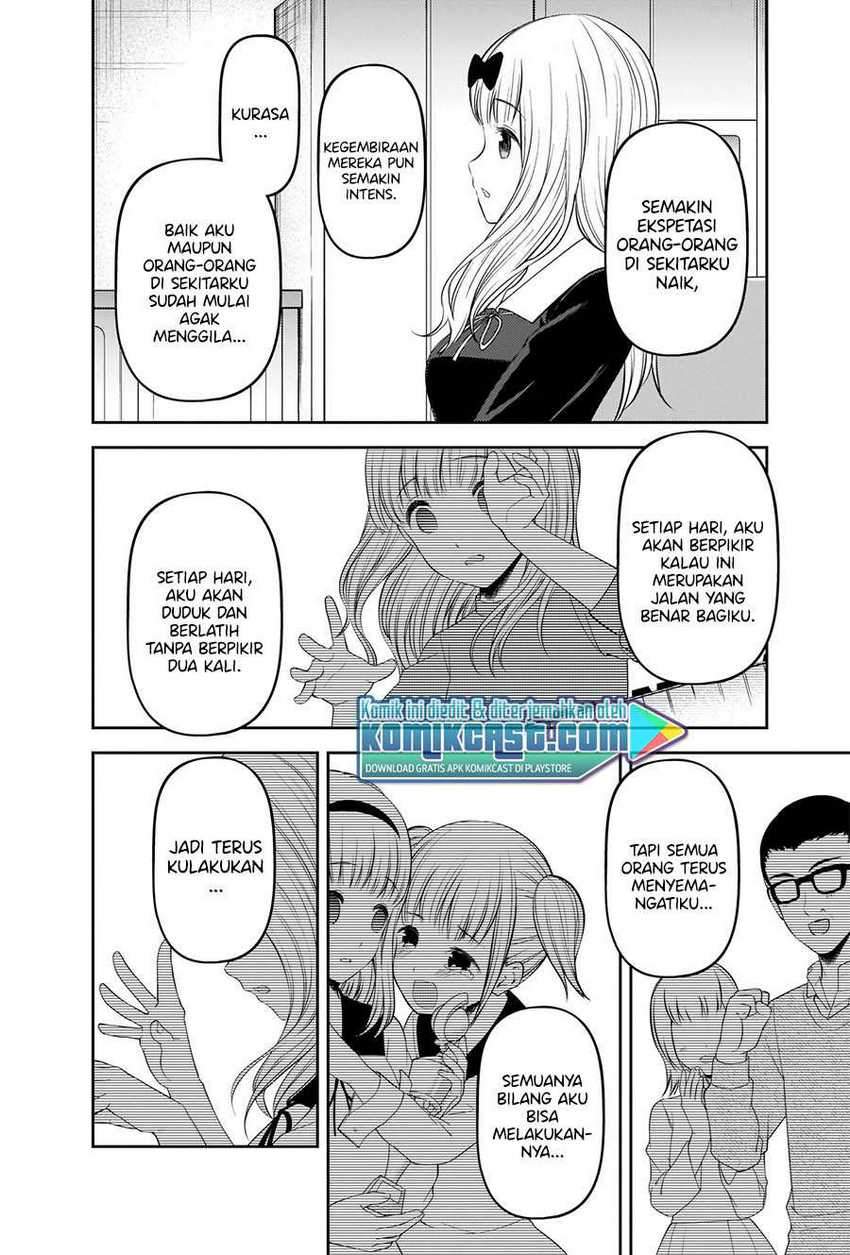 SEMAKIN
EKSPETASI
ORANG-ORANG
DI SEKITARKU
NAIK,
KEGEMBIRAAN
MEREKA PUN
SEMAKIN
INTENS.
KURASA
...
BAIK AKU
MAUPUN
ORANG-ORANG
DI SEKITARKU
SUDAH MULAI
AGAK
MENGGILA...
SETIAP HARI, AKU
AKAN BERPIKIR
KALAU INI
MERUPAKAN
JALAN YANG
BENAR BAGIKU.
SETIAP HARI,
AKU AKAN
DUDUK DAN
BERLATIH
TANPA BERPIKIR
DUA KALI.
Komik ini diedit & diterjemahkan oleh
KOMIKCAST.COM
DOWNLOAD GRATIS APK KOMIKCAST DI PLAYSTORE
TAPI SEMUA
ORANG TERUS
MENYEMA-
NGATIKU...
SEMUANYA
BILANG AKU
BISA
MELAKUKAN-
NYA...
JADI TERUS
KULAKUKAN
...